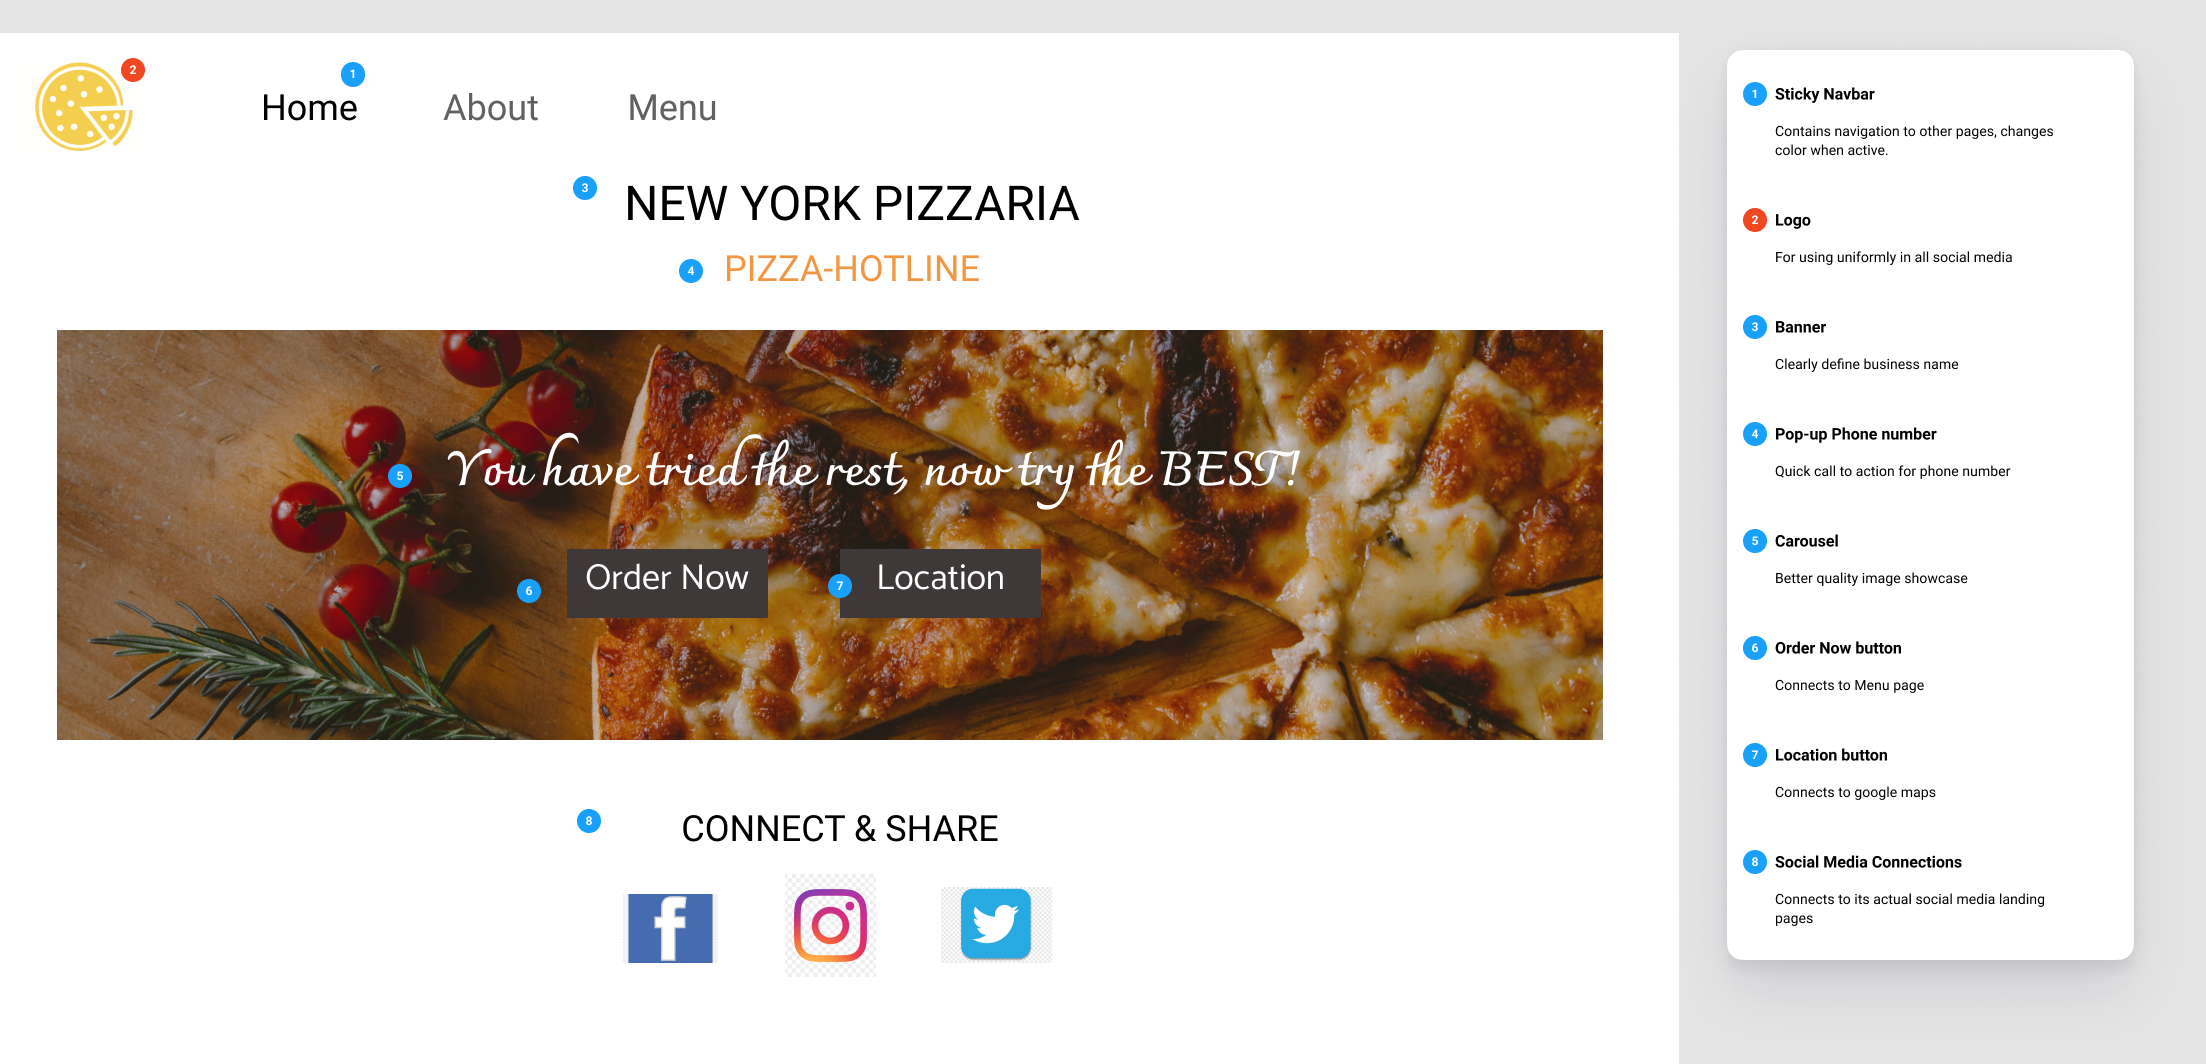 2
1
Home About Menu
3 NEW YORK PIZZARIA
4 PIZZA-HOTLINE
5 You have tried the rest, now try the BEST!
6 Order Now 7 Location
8 CONNECT & SHARE
1 Sticky Navbar
Contains navigation to other pages, changes
color when active.
2 Logo
For using uniformly in all social media
3 Banner
Clearly define business name
4 Pop-up Phone number
Quick call to action for phone number
5 Carousel
Better quality image showcase
6 Order Now button
Connects to Menu page
7 Location button
Connects to google maps
8 Social Media Connections
Connects to its actual social media landing
pages